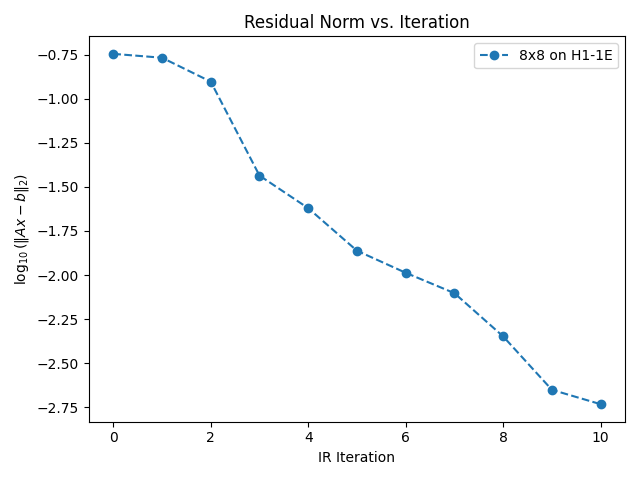 Residual Norm vs. Iteration
8x8 on H1-1E
−0.75
−1.00
−1.25
−1.50
−1.75
−2.00
−2.25
−2.50
−2.75
log₁₀(‖Ax − b‖₂)
0 2 4 6 8 10
IR Iteration